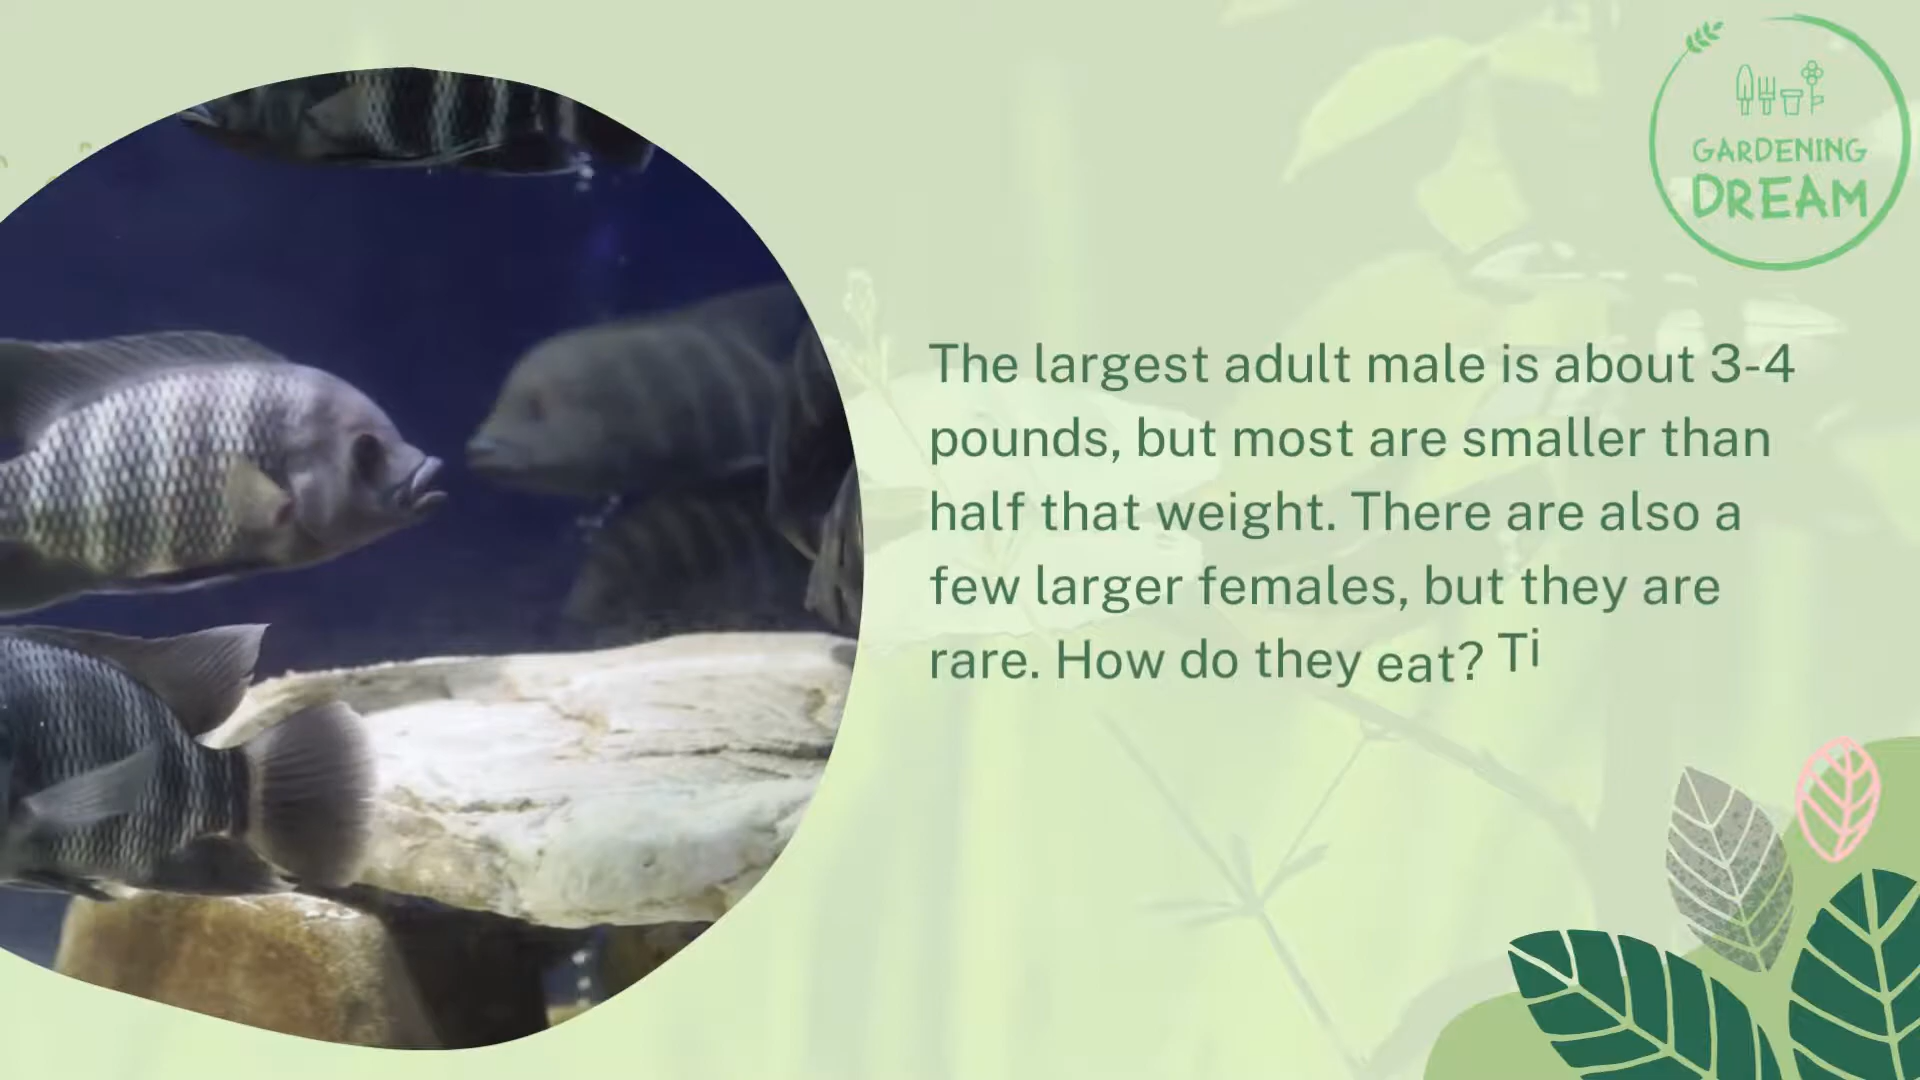 GARDENING
DREAM
The largest adult male is about 3-4
pounds, but most are smaller than
half that weight. There are also a
few larger females, but they are
rare. How do they eat? Ti